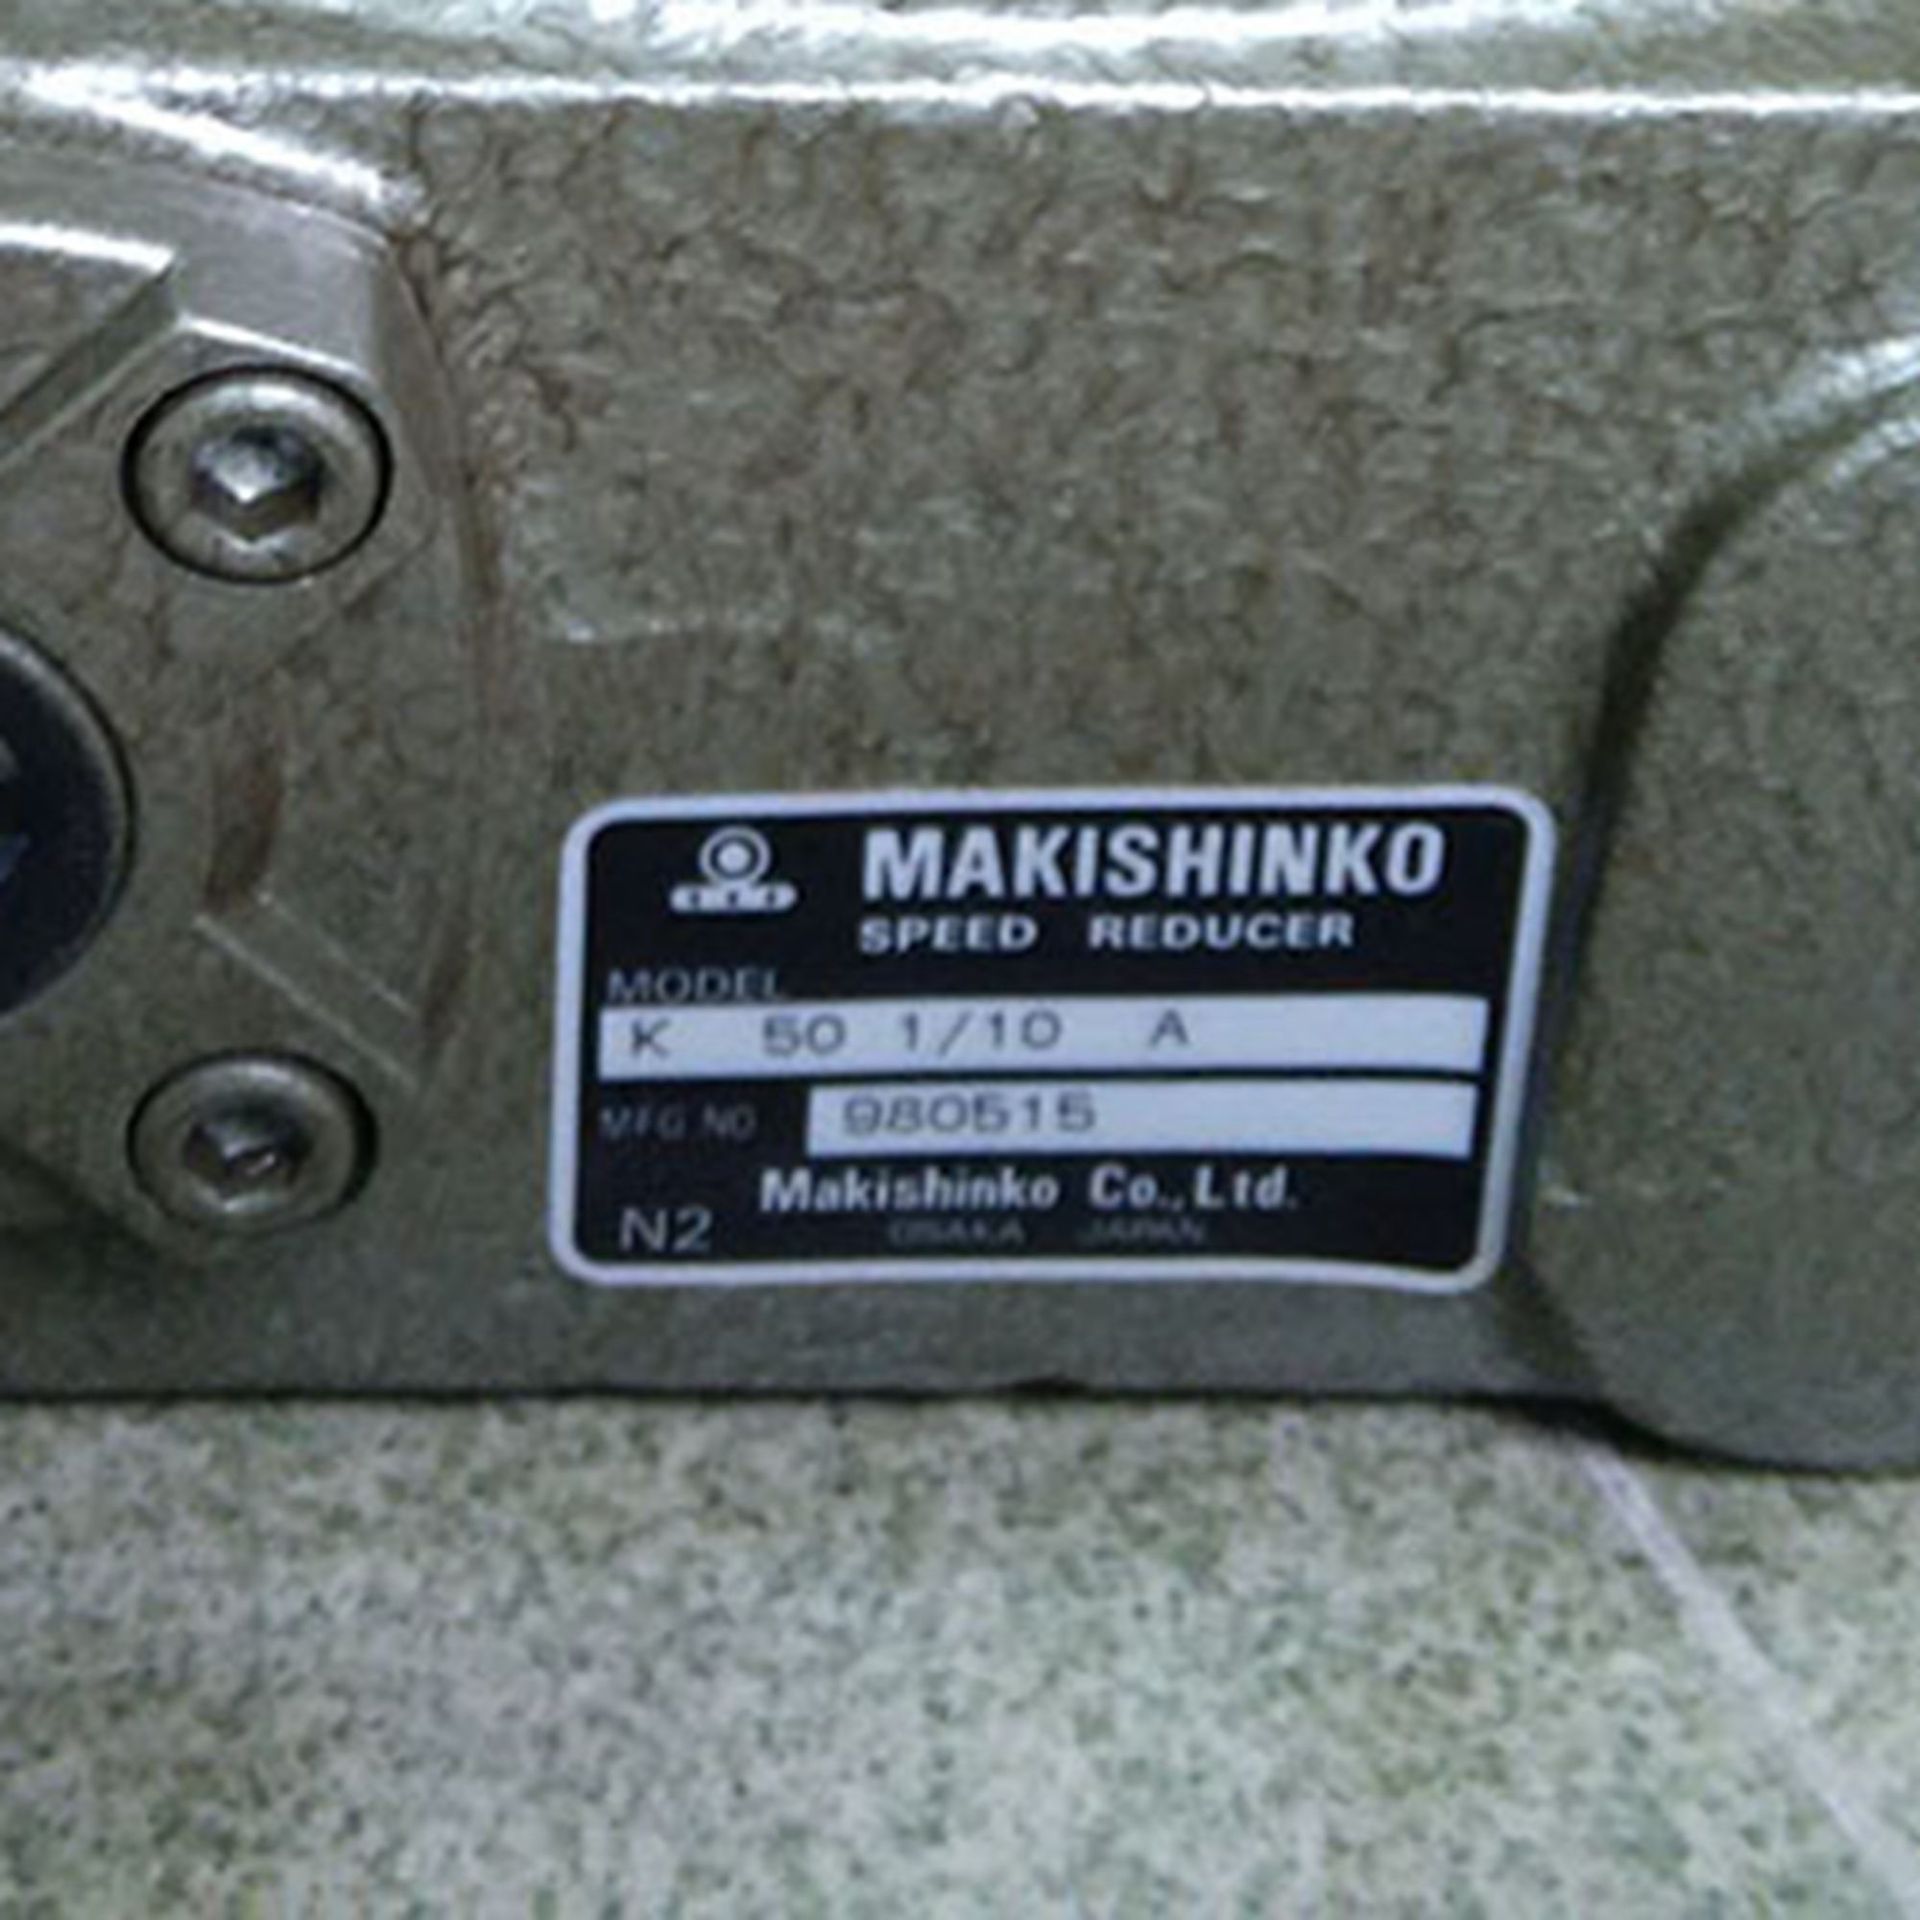 MAKISHINKO
SPEED REDUCER
MODEL
K 50 1/10 A
MFG.NO 980515
Makishinko Co.,Ltd.
N2 OSAKA JAPAN